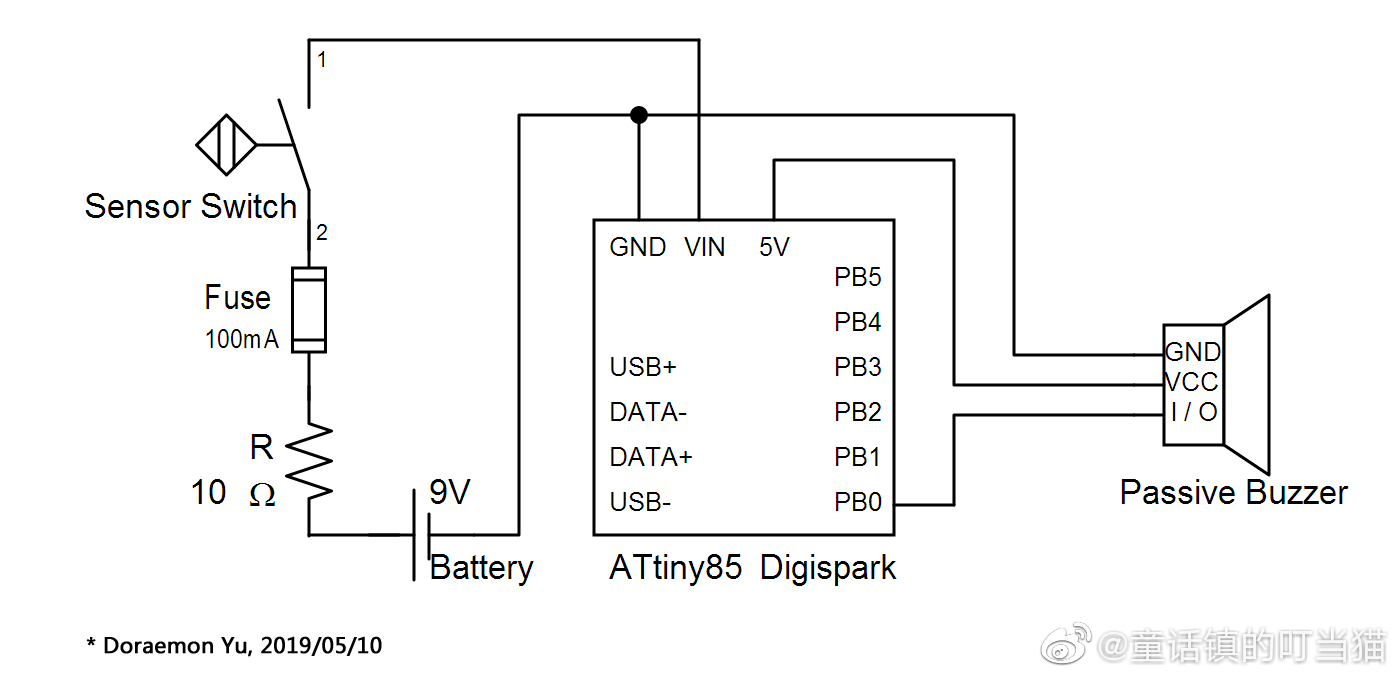 1
Sensor Switch
2
Fuse
100mA
R
10 Ω
9V
Battery
GND VIN 5V
PB5
PB4
USB+ PB3
DATA- PB2
DATA+ PB1
USB- PB0
ATtiny85 Digispark
GND
VCC
I / O
Passive Buzzer
* Doraemon Yu, 2019/05/10
@童话镇的叮当猫